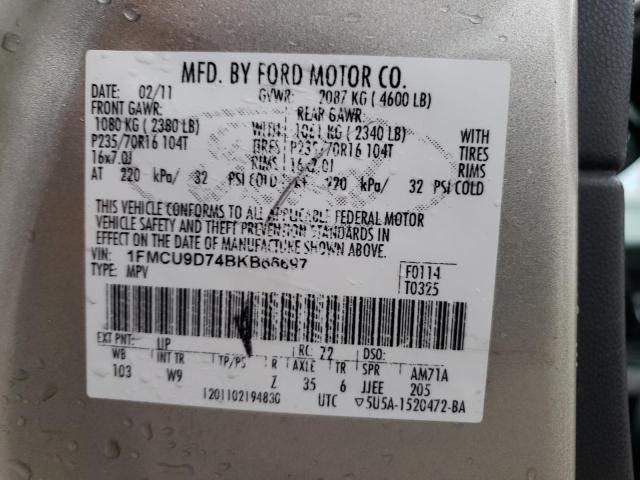 MFD. BY FORD MOTOR CO.
DATE: 02/11 GVWR: 2087 KG ( 4600 LB)
FRONT GAWR: REAR GAWR:
1080 KG ( 2380 LB) WITH 1061 KG ( 2340 LB) WITH
P235/70R16 104T TIRES P235/70R16 104T TIRES
16x7.0J RIMS 16x7.0J RIMS
AT 220 kPa/ 32 PSI COLD AT 220 kPa/ 32 PSI COLD
THIS VEHICLE CONFORMS TO ALL APPLICABLE FEDERAL MOTOR
VEHICLE SAFETY AND THEFT PREVENTION STANDARDS IN
EFFECT ON THE DATE OF MANUFACTURE SHOWN ABOVE.
VIN: 1FMCU9D74BKB66697
TYPE: MPV
F0114
T0325
EXT PNT: UP RC: 72 DSO:
WB INT TR TP/PS R AXLE TR SPR AM71A
103 W9 Z 35 6 JJEE 205
1201102194830 UTC ▽5U5A-1520472-BA